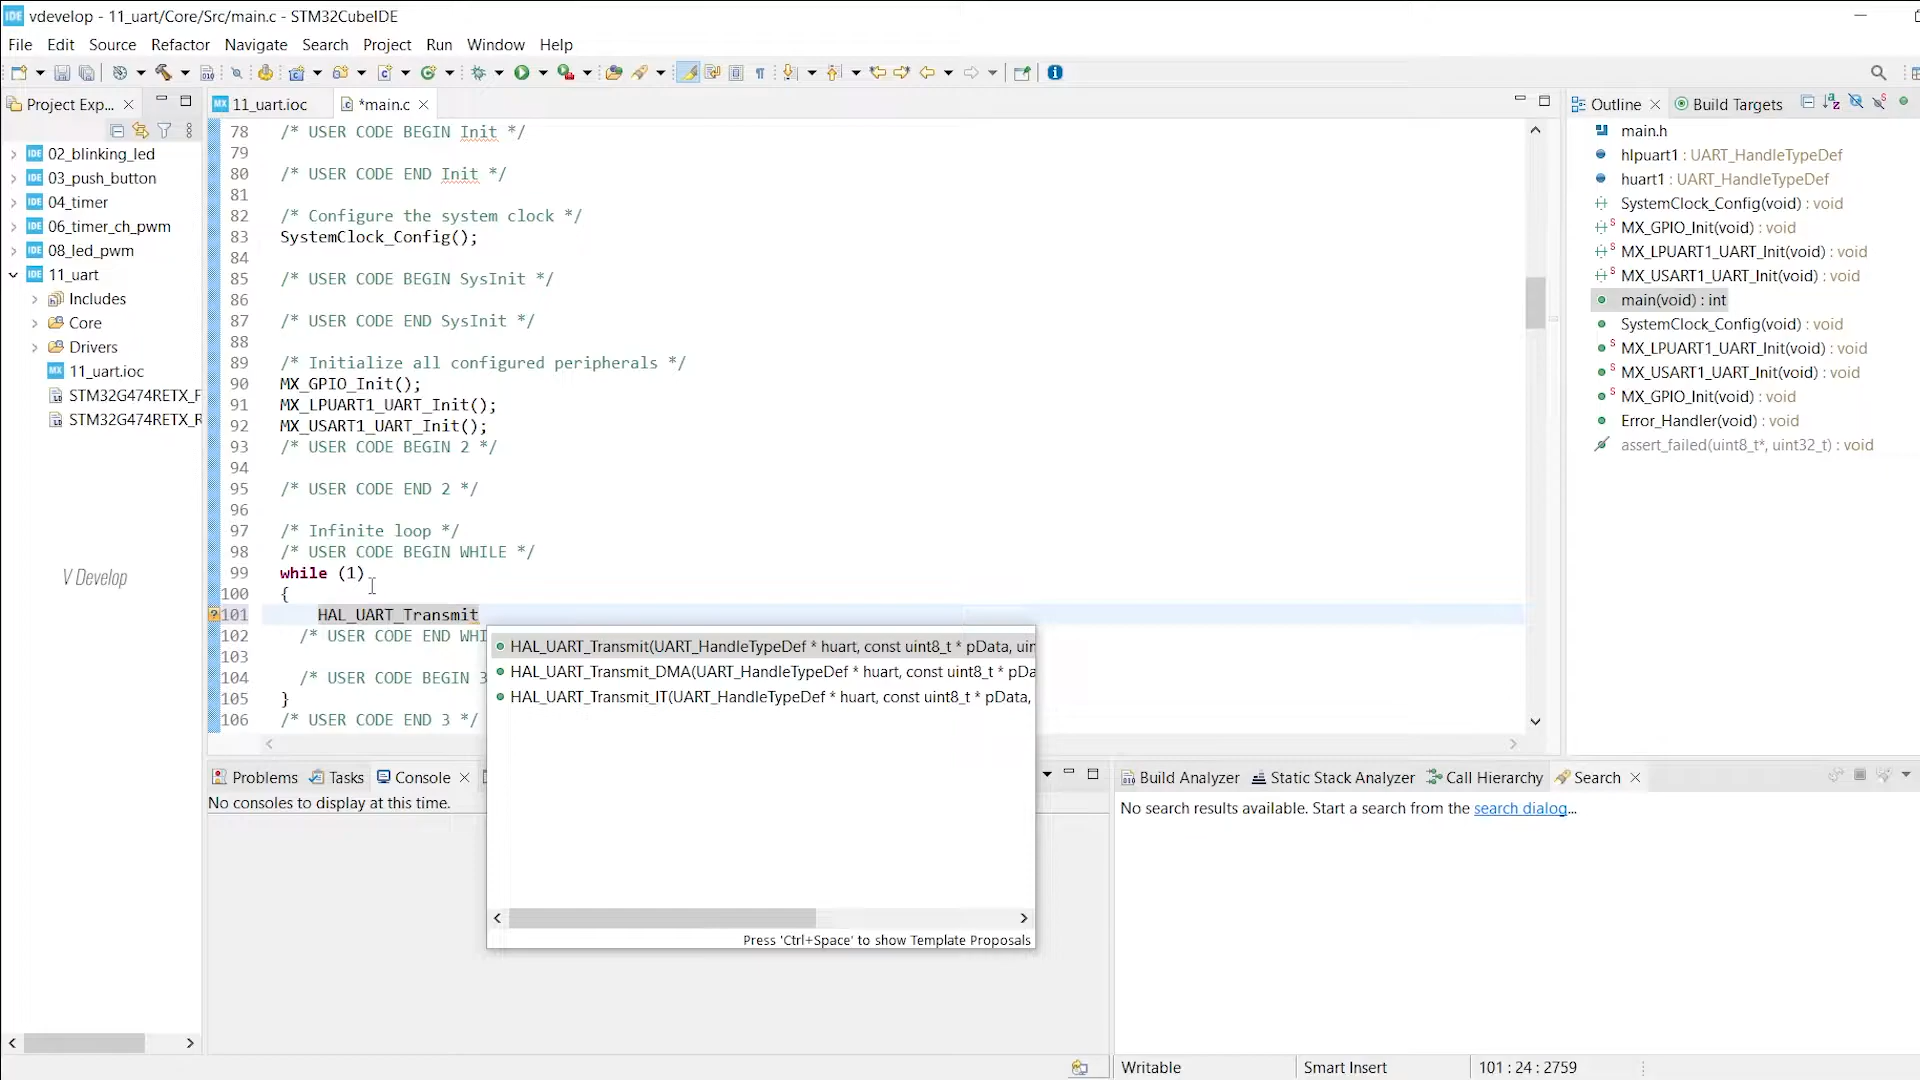 vdevelop - 11_uart/Core/Src/main.c - STM32CubeIDE
File Edit Source Refactor Navigate Search Project Run Window Help
Project Exp...
11_uart.ioc
*main.c
Outline
Build Targets
02_blinking_led
03_push_button
04_timer
06_timer_ch_pwm
08_led_pwm
11_uart
Includes
Core
Drivers
11_uart.ioc
STM32G474RETX_F
STM32G474RETX_R
V Develop
78 /* USER CODE BEGIN Init */
79
80 /* USER CODE END Init */
81
82 /* Configure the system clock */
83 SystemClock_Config();
84
85 /* USER CODE BEGIN SysInit */
86
87 /* USER CODE END SysInit */
88
89 /* Initialize all configured peripherals */
90 MX_GPIO_Init();
91 MX_LPUART1_UART_Init();
92 MX_USART1_UART_Init();
93 /* USER CODE BEGIN 2 */
94
95 /* USER CODE END 2 */
96
97 /* Infinite loop */
98 /* USER CODE BEGIN WHILE */
99 while (1)
100 {
101 HAL_UART_Transmit
102 /* USER CODE END WHI
103
104 /* USER CODE BEGIN 3
105 }
106 /* USER CODE END 3 */
HAL_UART_Transmit(UART_HandleTypeDef * huart, const uint8_t * pData, uin
HAL_UART_Transmit_DMA(UART_HandleTypeDef * huart, const uint8_t * pDa
HAL_UART_Transmit_IT(UART_HandleTypeDef * huart, const uint8_t * pData,
Press 'Ctrl+Space' to show Template Proposals
main.h
hlpuart1 : UART_HandleTypeDef
huart1 : UART_HandleTypeDef
SystemClock_Config(void) : void
MX_GPIO_Init(void) : void
MX_LPUART1_UART_Init(void) : void
MX_USART1_UART_Init(void) : void
main(void) : int
SystemClock_Config(void) : void
MX_LPUART1_UART_Init(void) : void
MX_USART1_UART_Init(void) : void
MX_GPIO_Init(void) : void
Error_Handler(void) : void
assert_failed(uint8_t*, uint32_t) : void
Problems Tasks Console
No consoles to display at this time.
Build Analyzer Static Stack Analyzer Call Hierarchy Search
No search results available. Start a search from the search dialog...
Writable Smart Insert 101 : 24 : 2759